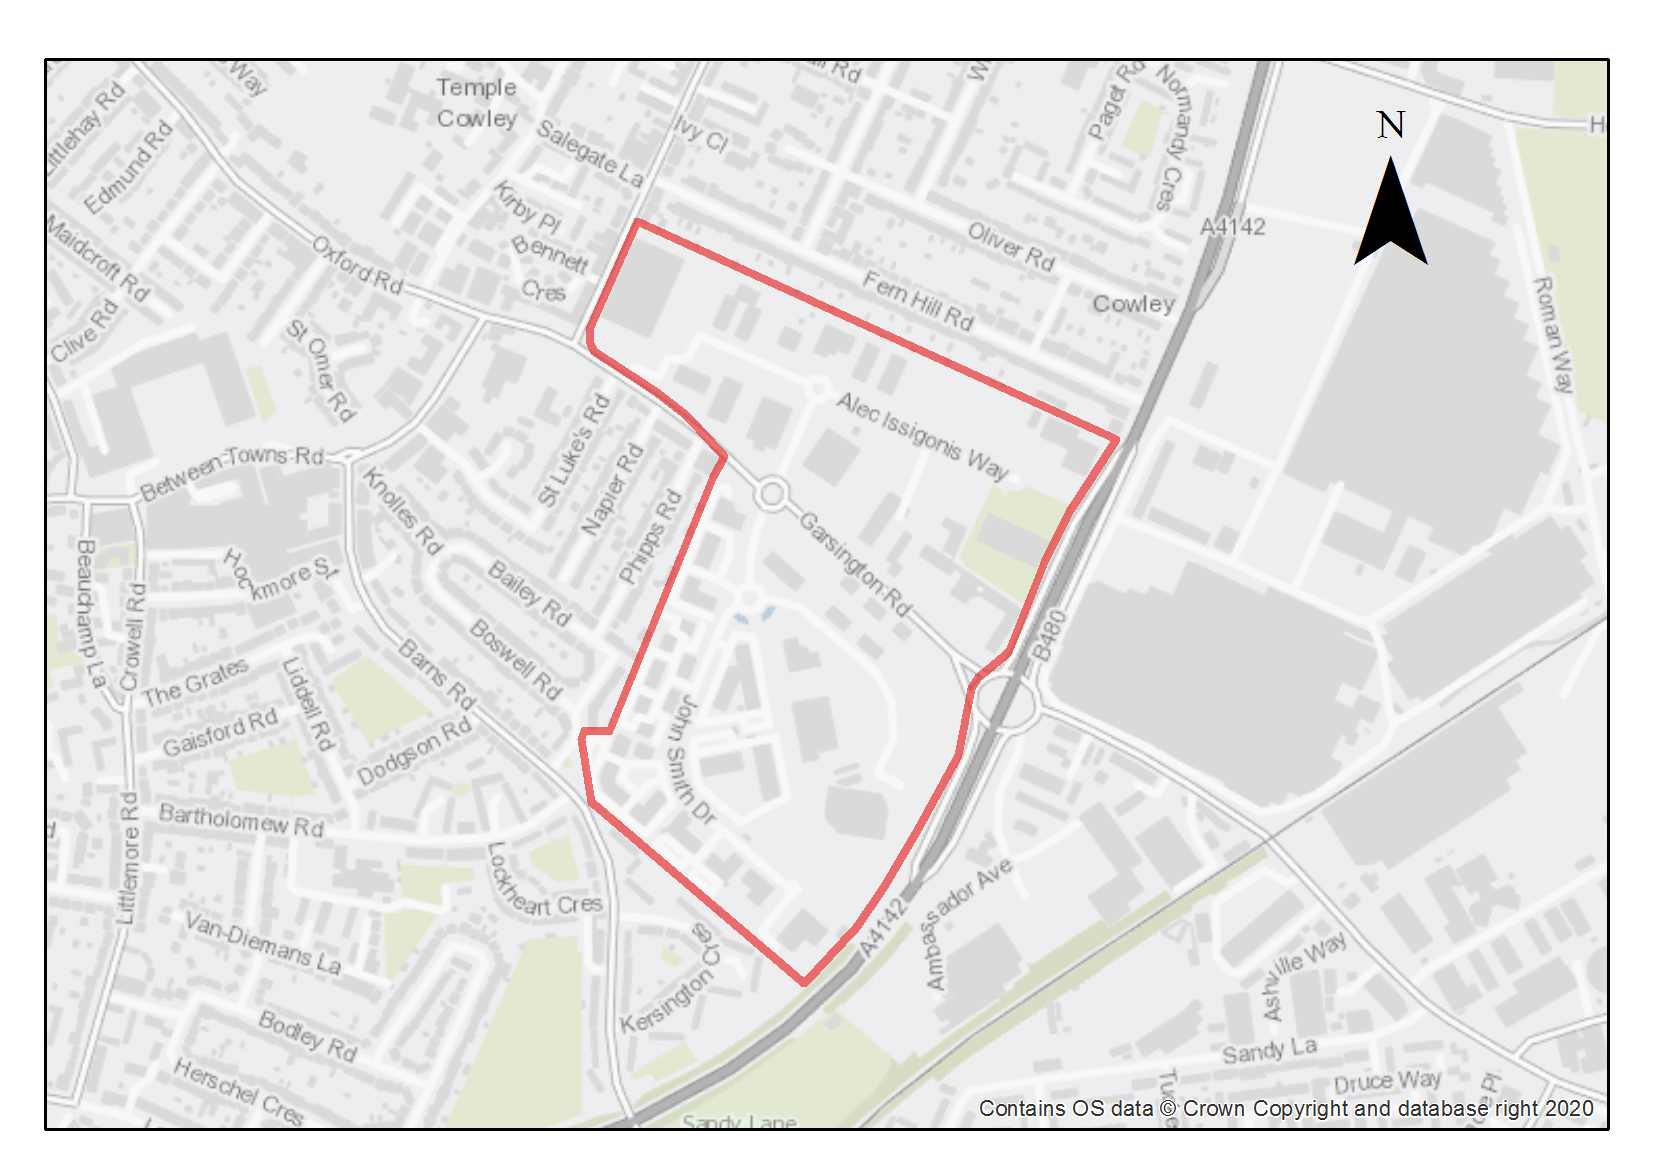 Temple
Cowley
Way
Littlehay Rd
Edmund Rd
Maidcroft Rd
Clive Rd
Oxford Rd
Salegate La
Ivy Cl
Rd
Kirby Pl
Bennett
Cres
Paget Rd
Normandy Cres
N
A4142
Oliver Rd
Cowley
Fern Hill Rd
Roman Way
St Omer Rd
Between Towns Rd
St Luke's Rd
Napier Rd
Phipps Rd
Knolles Rd
Bailey Rd
Boswell Rd
Alec Issigonis Way
Garsington Rd
B480
Beauchamp La
Crowell Rd
Hockmore St
The Grates
Liddell Rd
Barns Rd
Gaisford Rd
Dodgson Rd
John Smith Dr
Bartholomew Rd
Littlemore Rd
Lockheart Cres
Van-Diemans La
Kersington Cres
A4142
Ambassador Ave
Ashville Way
Bodley Rd
Herschel Cres
Sandy La
Druce Way
Sandy Lane
Contains OS data © Crown Copyright and database right 2020